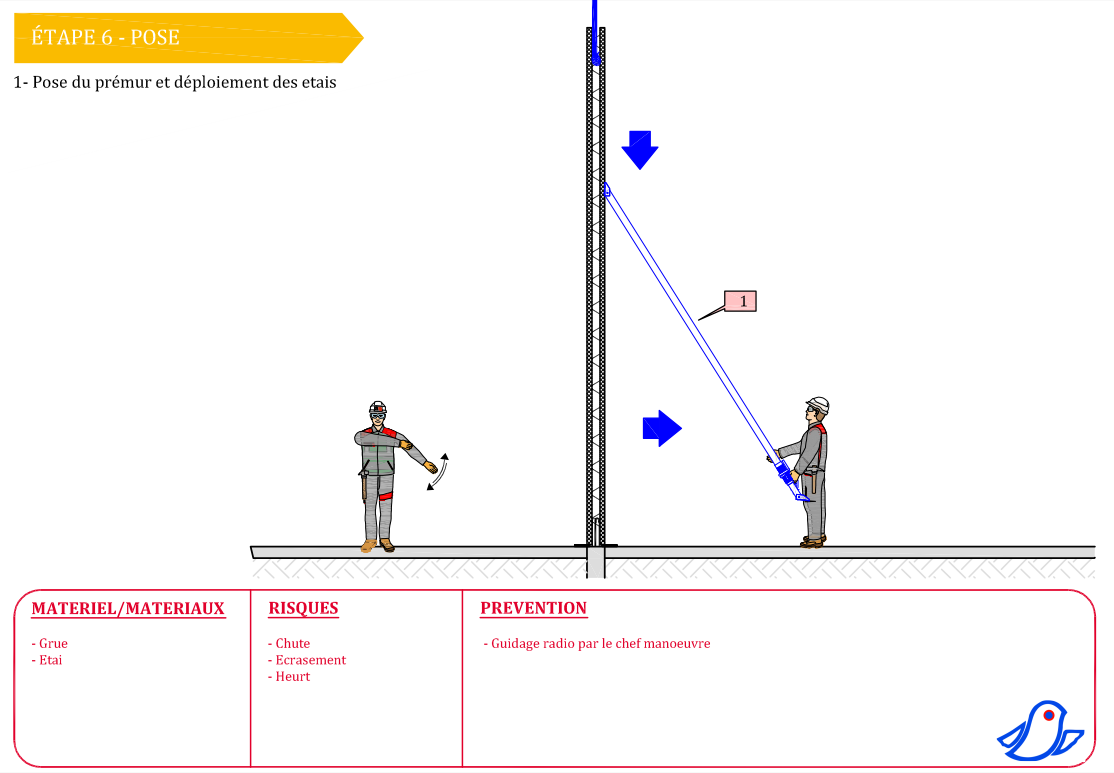 ÉTAPE 6 - POSE
1- Pose du prémur et déploiement des etais
1
MATERIEL/MATERIAUX
- Grue
- Etai
RISQUES
- Chute
- Ecrasement
- Heurt
PREVENTION
- Guidage radio par le chef manoeuvre